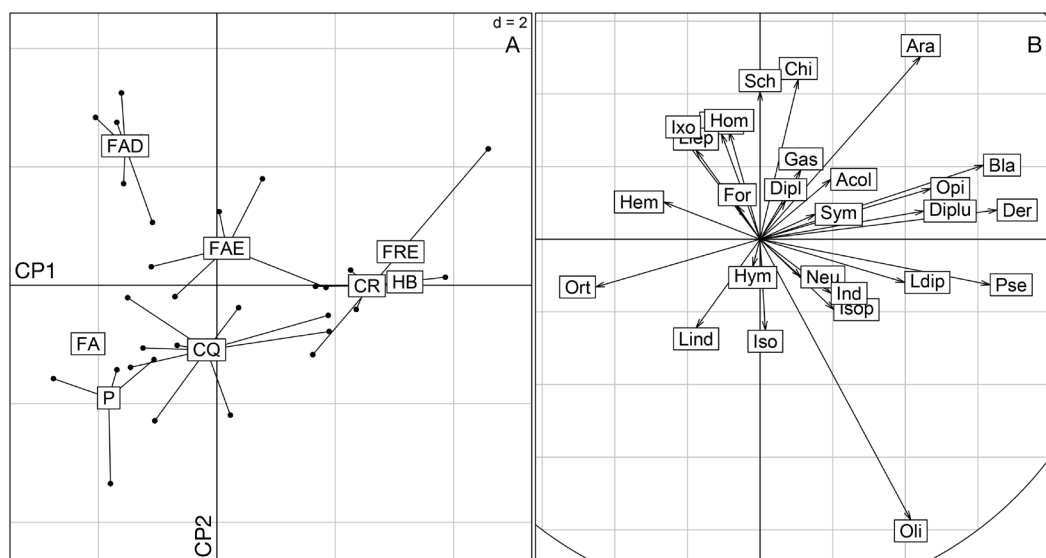 d = 2
A
FAD
FAE
FRE
CP1
CR
HB
FA
CQ
P
CP2
B
Ara
Chi
Sch
Hom
Ixo
Gas
Bla
Dipl
Acol
Opi
For
Hem
Sym
Diplu
Der
Hym
Neu
Ldip
Pse
Ort
Ind
Isop
Lind
Iso
Oli